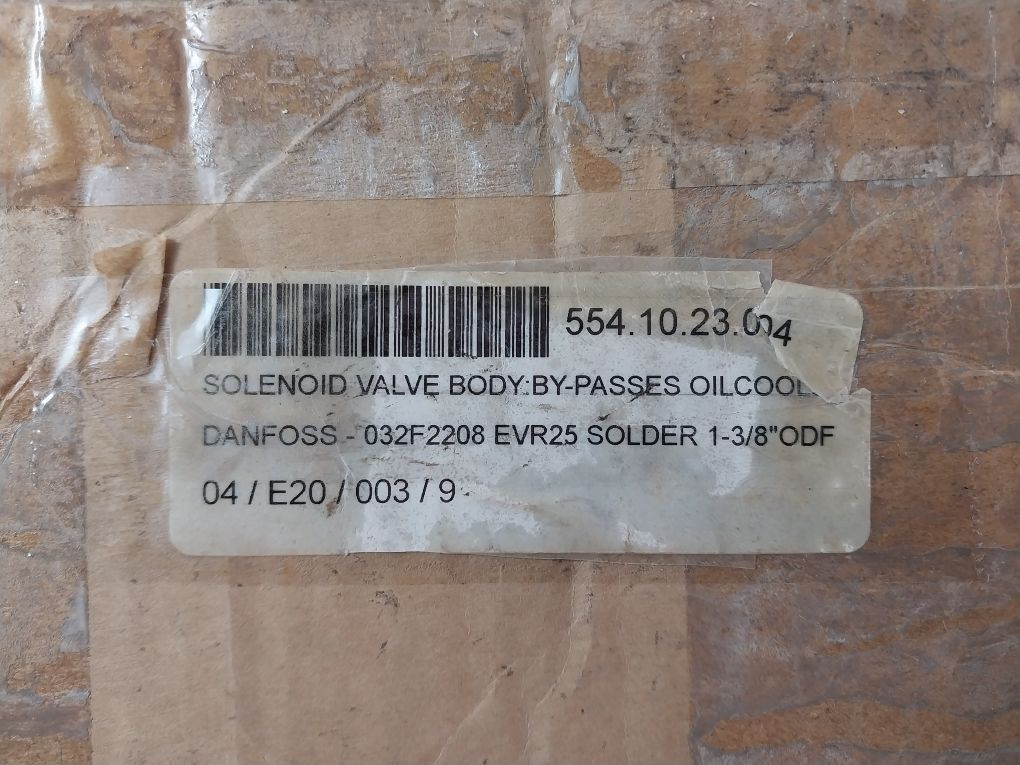 554.10.23.004
SOLENOID VALVE BODY:BY-PASSES OILCOOL
DANFOSS - 032F2208 EVR25 SOLDER 1-3/8"ODF
04 / E20 / 003 / 9